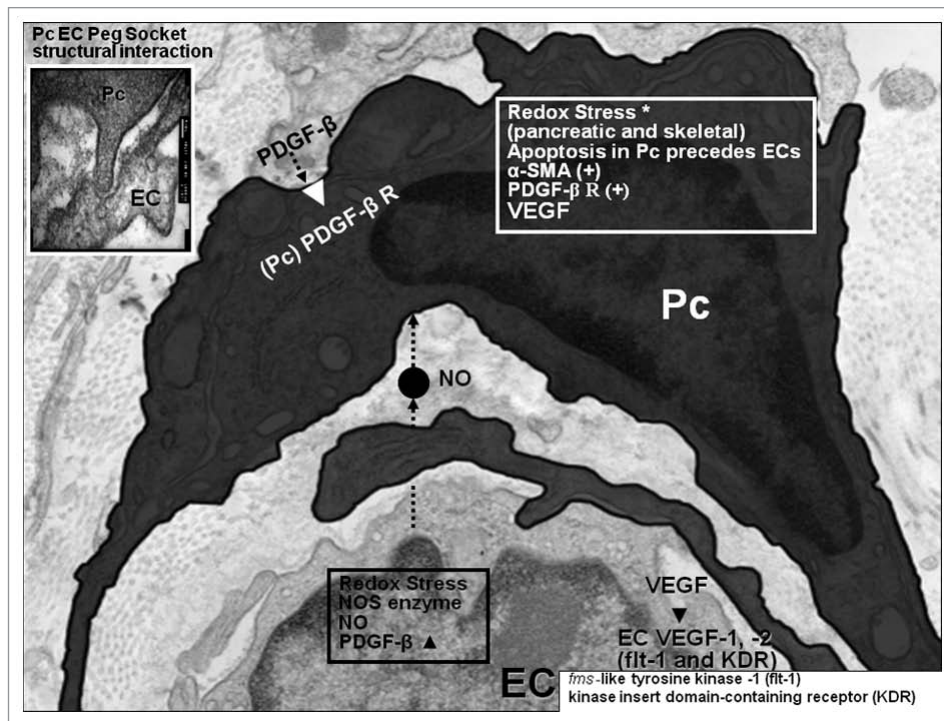 Pc EC Peg Socket
structural interaction
Pc
EC
PDGF-β
(Pc) PDGF-β R
Redox Stress *
(pancreatic and skeletal)
Apoptosis in Pc precedes ECs
α-SMA (+)
PDGF-β R (+)
VEGF
Pc
NO
Redox Stress
NOS enzyme
NO
PDGF-β ▲
VEGF
▼
EC VEGF-1, -2
(flt-1 and KDR)
EC
fms-like tyrosine kinase -1 (flt-1)
kinase insert domain-containing receptor (KDR)